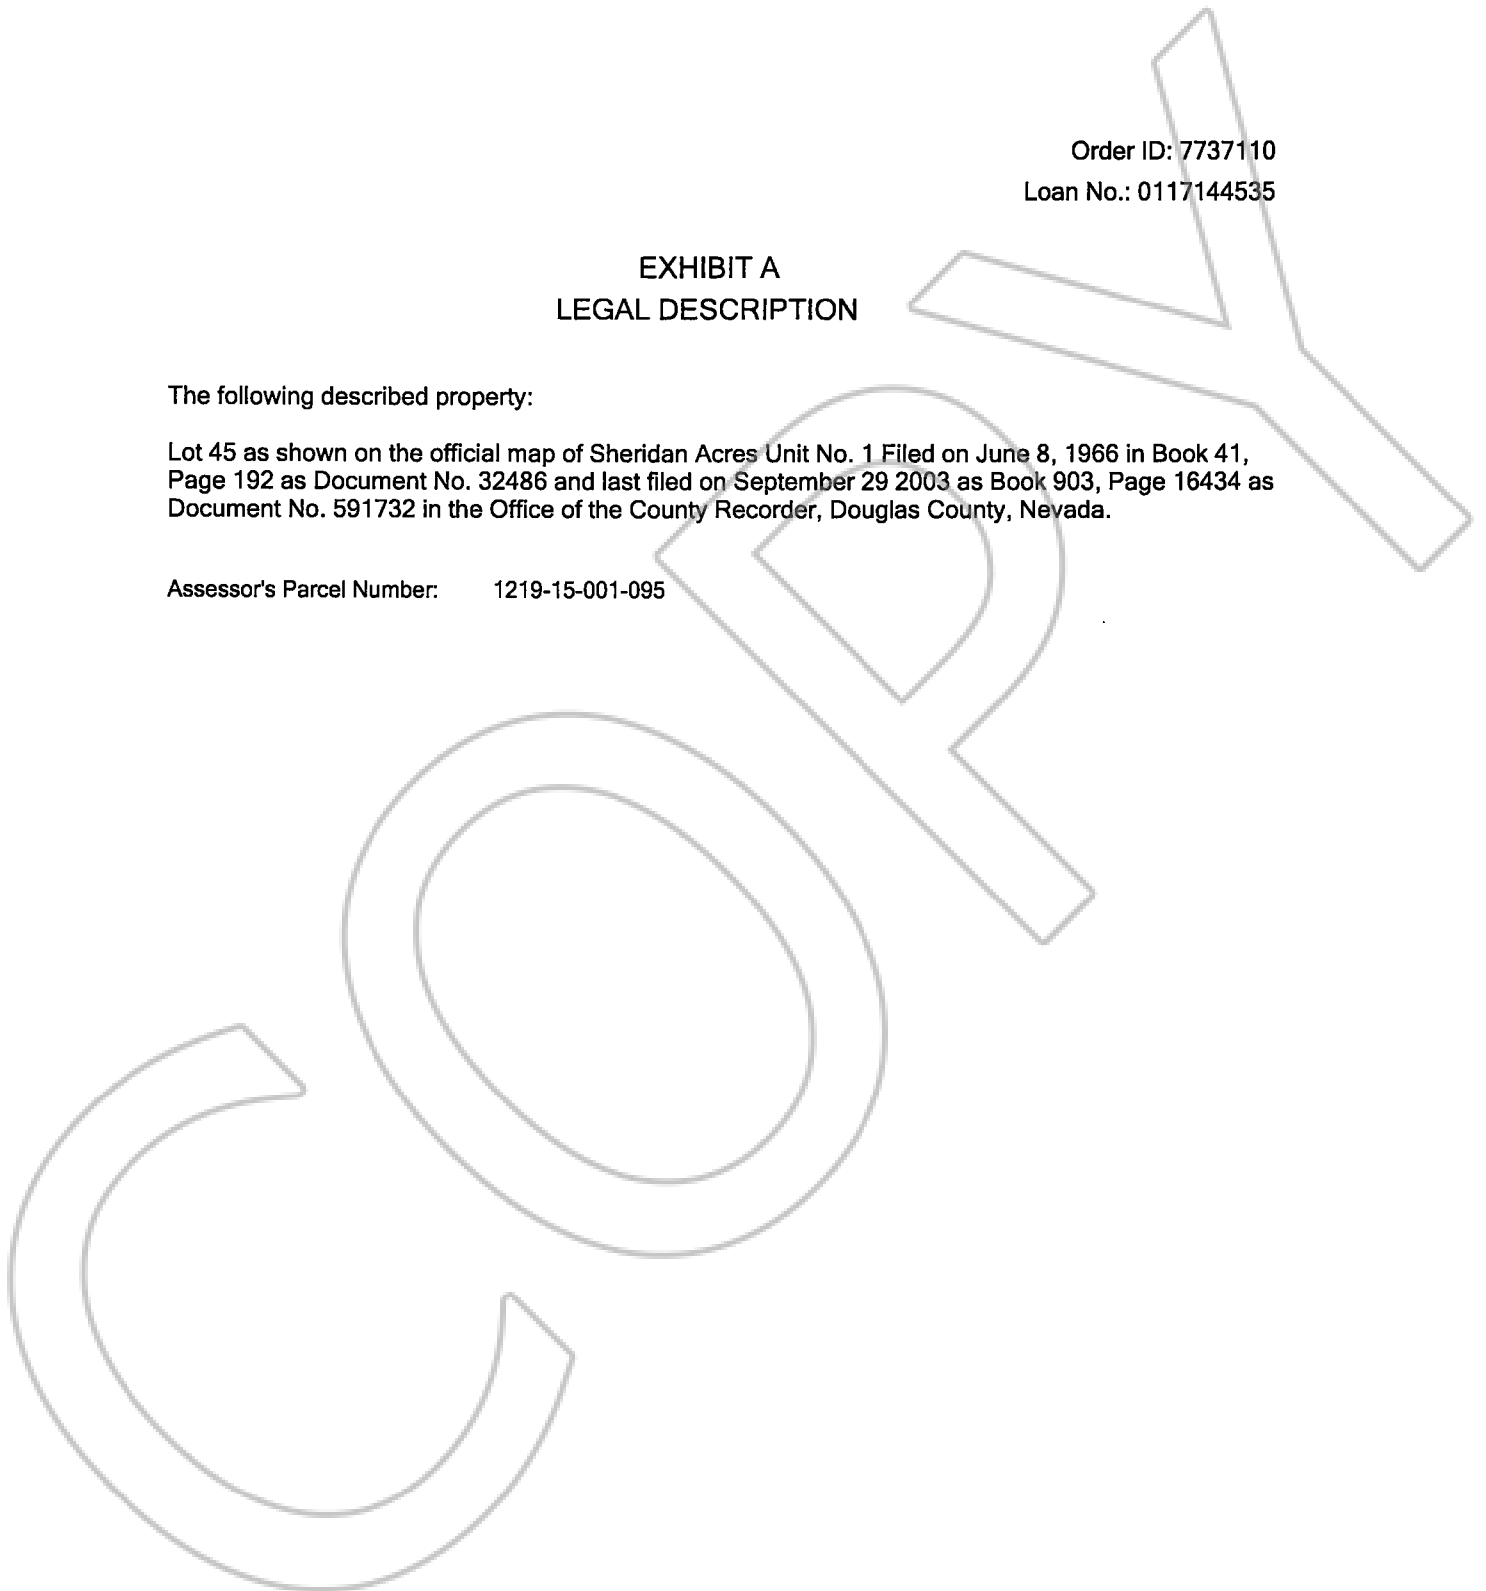 Order ID: 7737110
Loan No.: 0117144535
EXHIBIT A
LEGAL DESCRIPTION
The following described property:
Lot 45 as shown on the official map of Sheridan Acres Unit No. 1 Filed on June 8, 1966 in Book 41,
Page 192 as Document No. 32486 and last filed on September 29 2003 as Book 903, Page 16434 as
Document No. 591732 in the Office of the County Recorder, Douglas County, Nevada.
Assessor's Parcel Number: 1219-15-001-095
COPY